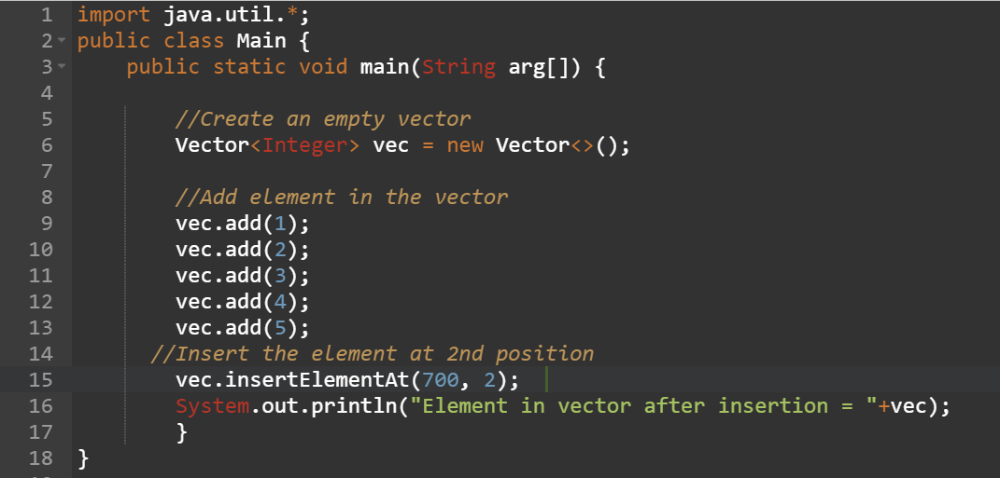 1 import java.util.*;
2 public class Main {
3     public static void main(String arg[]) {
4
5         //Create an empty vector
6         Vector<Integer> vec = new Vector<>();
7
8         //Add element in the vector
9         vec.add(1);
10         vec.add(2);
11         vec.add(3);
12         vec.add(4);
13         vec.add(5);
14       //Insert the element at 2nd position
15         vec.insertElementAt(700, 2);
16         System.out.println("Element in vector after insertion = "+vec);
17         }
18 }